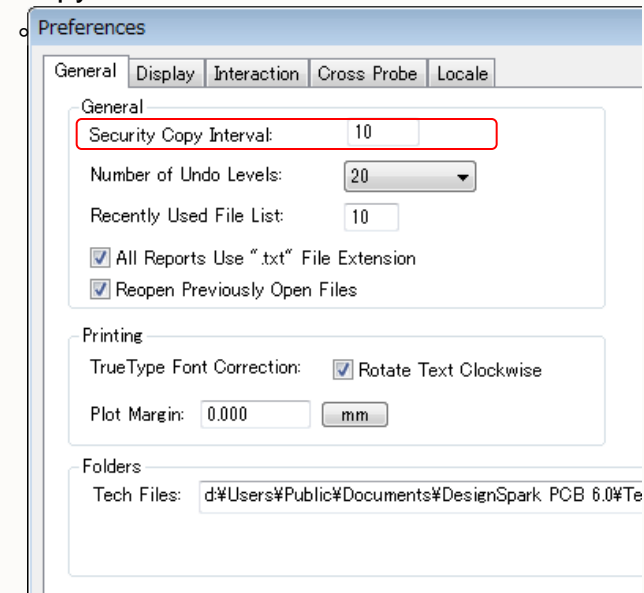 Preferences
General Display Interaction Cross Probe Locale
General
Security Copy Interval: 10
Number of Undo Levels: 20
Recently Used File List: 10
All Reports Use ".txt" File Extension
Reopen Previously Open Files
Printing
TrueType Font Correction: Rotate Text Clockwise
Plot Margin: 0.000 mm
Folders
Tech Files: d:¥Users¥Public¥Documents¥DesignSpark PCB 6.0¥Te